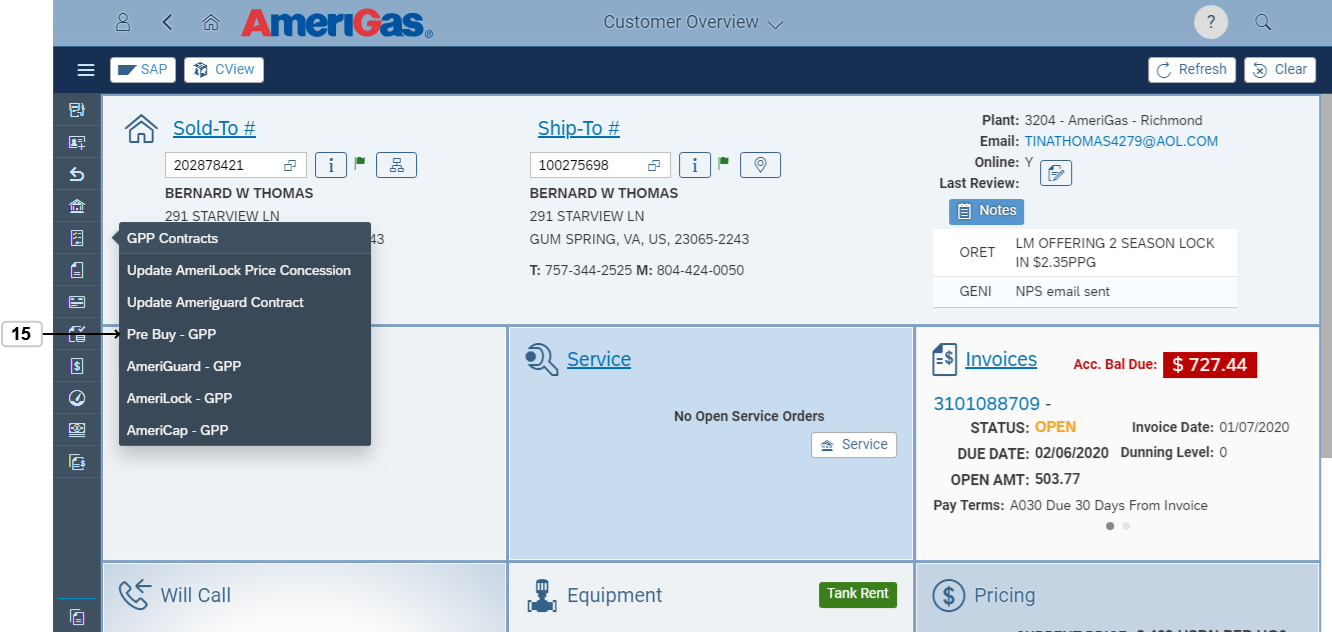 AmeriGas
Customer Overview
?
SAP
CView
Refresh
Clear
Sold-To #
202878421
i
BERNARD W THOMAS
291 STARVIEW LN
43
Ship-To #
100275698
i
BERNARD W THOMAS
291 STARVIEW LN
GUM SPRING, VA, US, 23065-2243
T: 757-344-2525 M: 804-424-0050
Plant: 3204 - AmeriGas - Richmond
Email: TINATHOMAS4279@AOL.COM
Online: Y
Last Review:
Notes
ORET LM OFFERING 2 SEASON LOCK
IN $2.35PPG
GENI NPS email sent
GPP Contracts
Update AmeriLock Price Concession
Update Ameriguard Contract
15
Pre Buy - GPP
AmeriGuard - GPP
AmeriLock - GPP
AmeriCap - GPP
Service
No Open Service Orders
Service
Invoices
Acc. Bal Due: $ 727.44
3101088709 -
STATUS: OPEN Invoice Date: 01/07/2020
DUE DATE: 02/06/2020 Dunning Level: 0
OPEN AMT: 503.77
Pay Terms: A030 Due 30 Days From Invoice
Will Call
Equipment
Tank Rent
Pricing